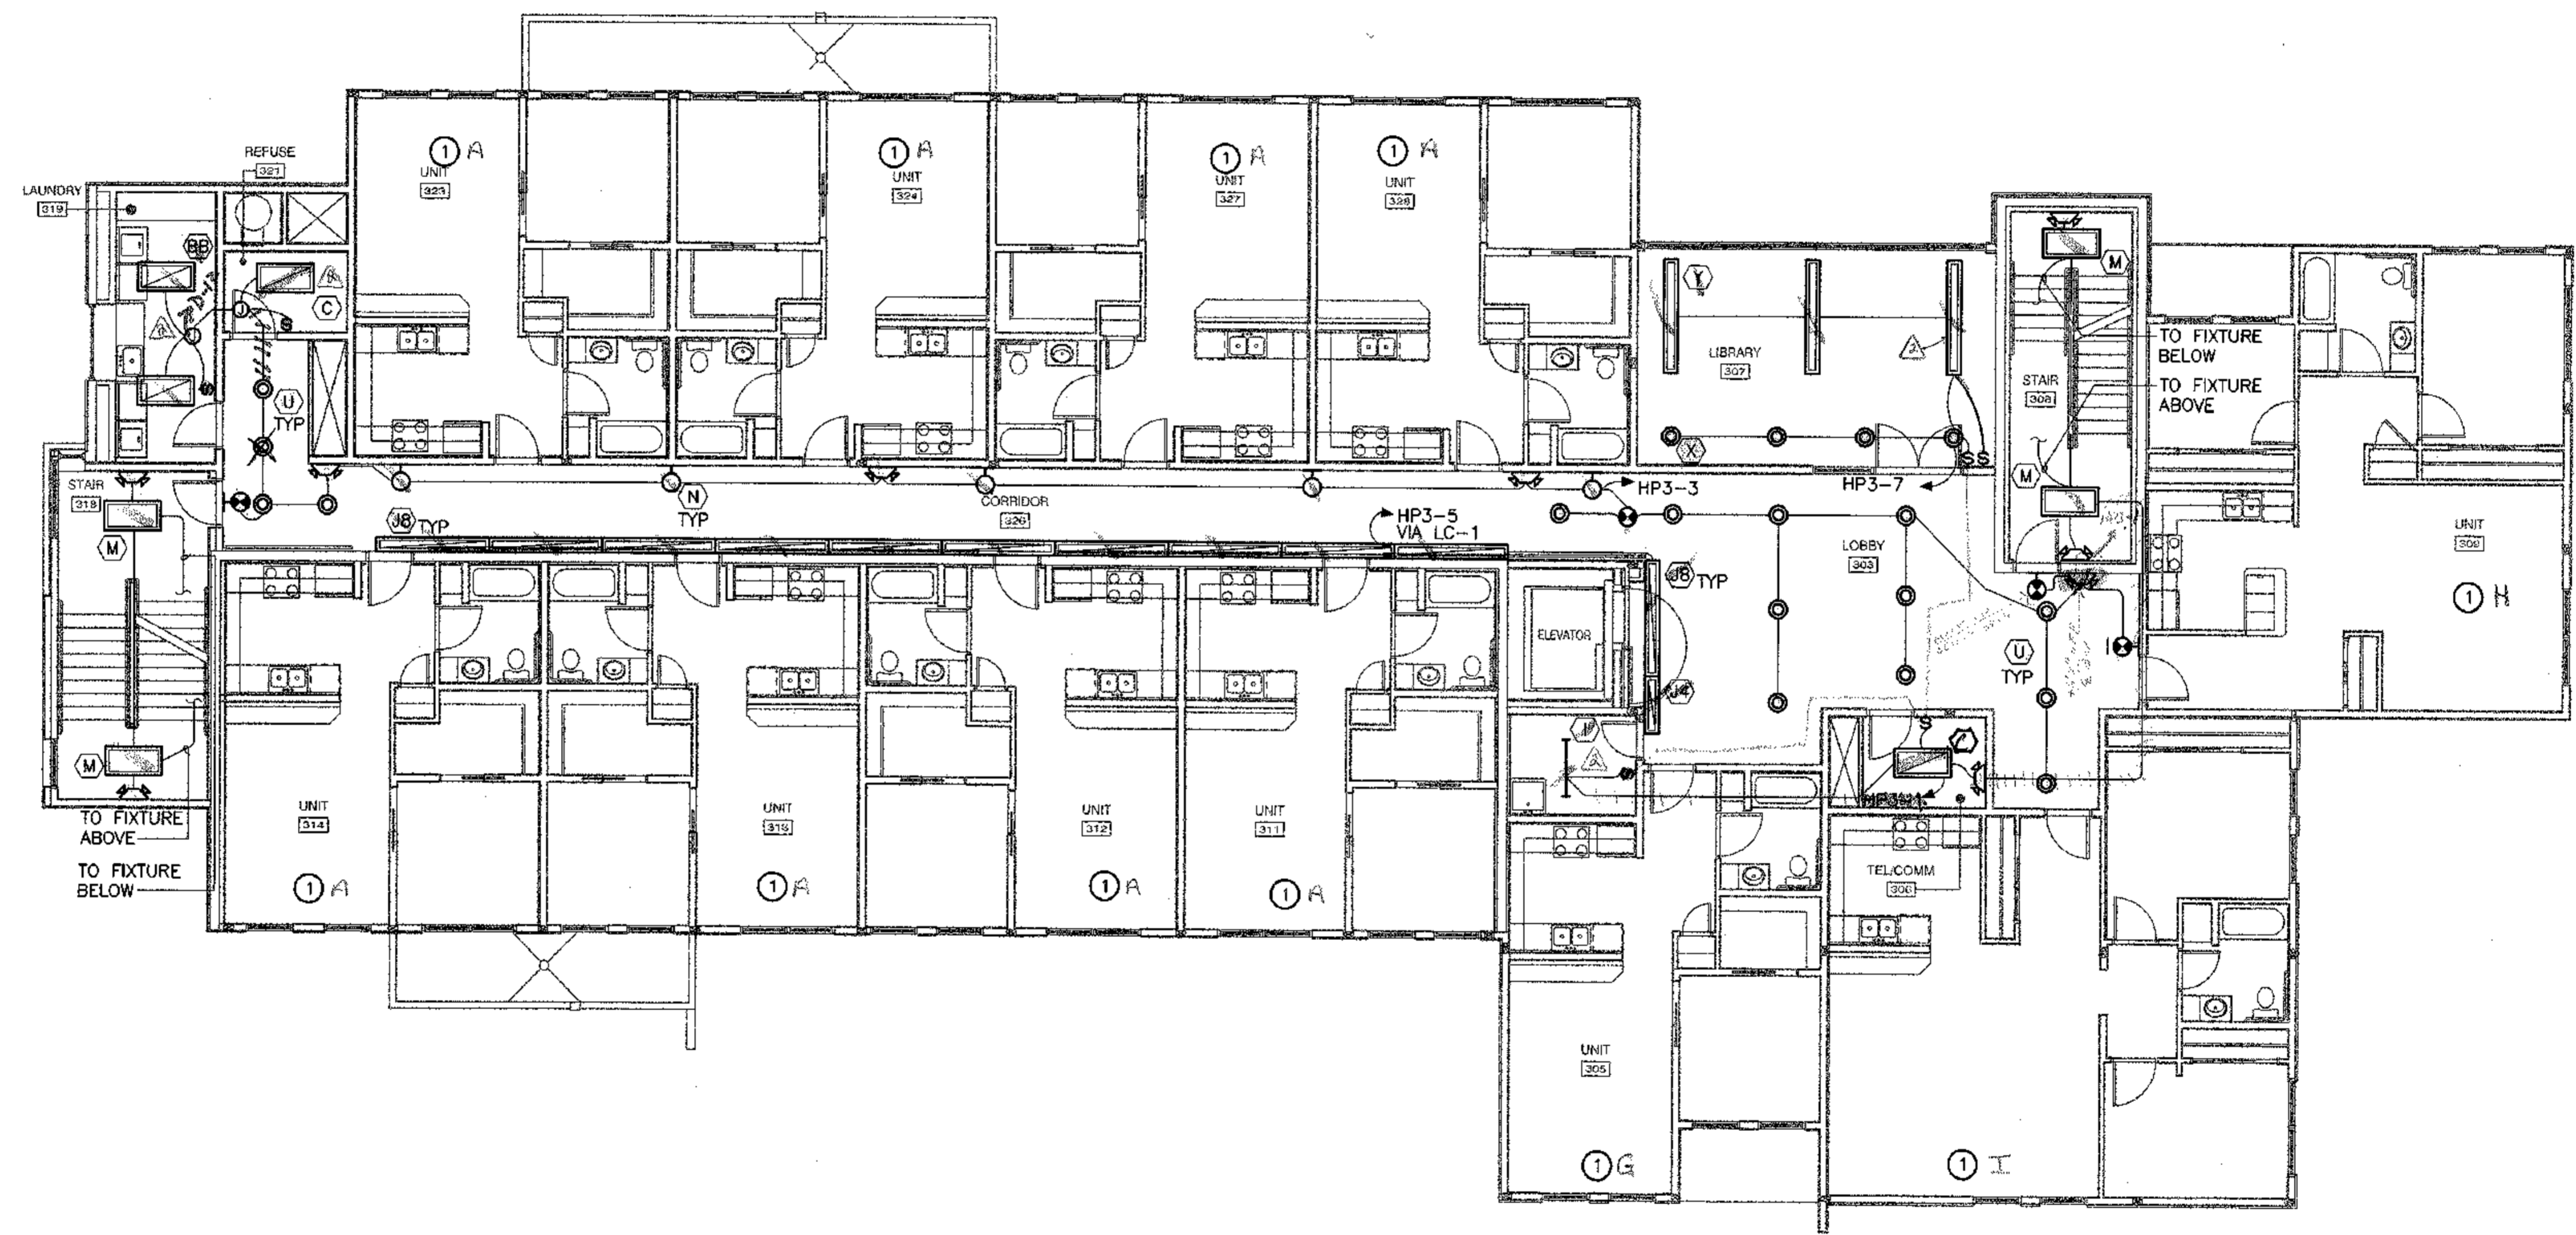 REFUSE
321
LAUNDRY
319
1 A
UNIT
323
1 A
UNIT
324
1 A
UNIT
327
1 A
UNIT
328
BB
D-13
J
C
S
J
U
TYP
Y
LIBRARY
307
2
X
S S
M
TO FIXTURE
BELOW
STAIR
308
TO FIXTURE
ABOVE
M
STAIR
318
M
J8 TYP
N
TYP
CORRIDOR
326
HP3-3
HP3-7
HP3-5
VIA LC-1
LOBBY
303
UNIT
309
1 H
J8 TYP
ELEVATOR
J4
U
TYP
S
2
M
TO FIXTURE
ABOVE
TO FIXTURE
BELOW
UNIT
314
1 A
UNIT
1 A
UNIT
312
1 A
UNIT
311
1 A
TEL/COMM
306
UNIT
305
1 G
1 I